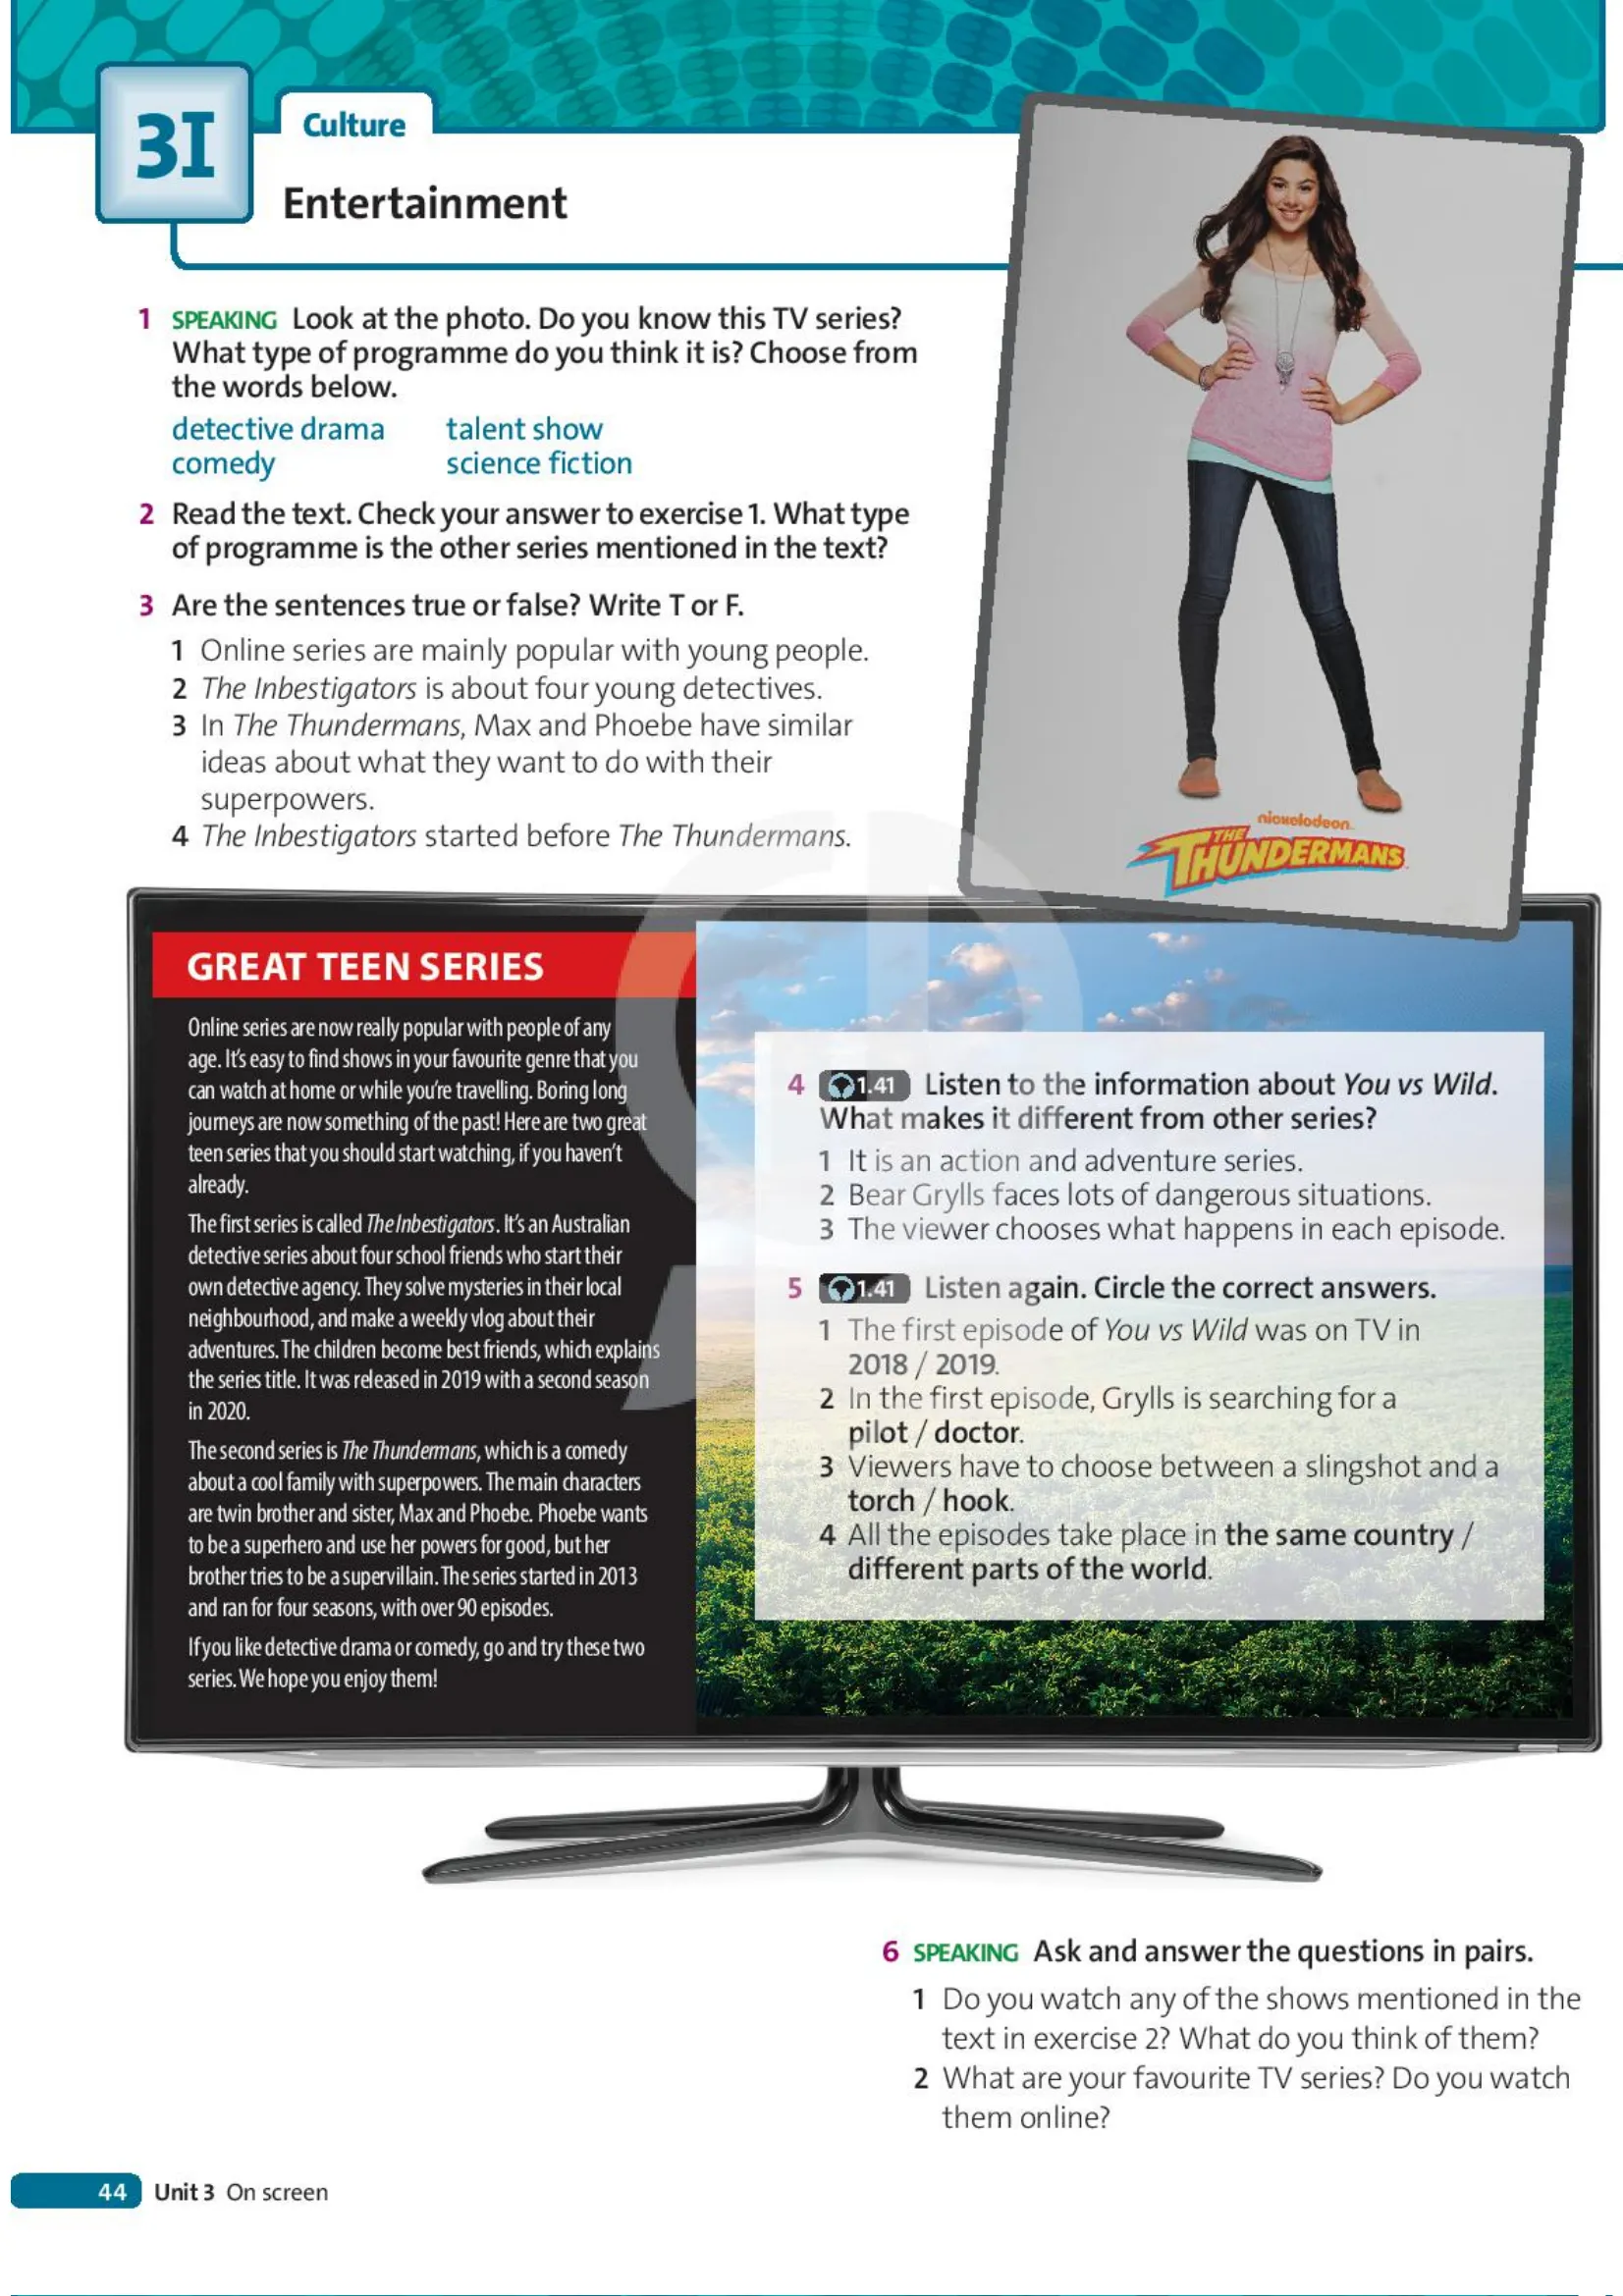 3I
Culture
Entertainment
1 SPEAKING Look at the photo. Do you know this TV series?
What type of programme do you think it is? Choose from
the words below.
detective drama talent show
comedy science fiction
2 Read the text. Check your answer to exercise 1. What type
of programme is the other series mentioned in the text?
3 Are the sentences true or false? Write T or F.
1 Online series are mainly popular with young people.
2 The Inbestigators is about four young detectives.
3 In The Thundermans, Max and Phoebe have similar
ideas about what they want to do with their
superpowers.
4 The Inbestigators started before The Thundermans.
nickelodeon
THE
THUNDERMANS
GREAT TEEN SERIES
Online series are now really popular with people of any
age. It's easy to find shows in your favourite genre that you
can watch at home or while you're travelling. Boring long
journeys are now something of the past! Here are two great
teen series that you should start watching, if you haven't
already.
The first series is called The Inbestigators. It's an Australian
detective series about four school friends who start their
own detective agency. They solve mysteries in their local
neighbourhood, and make a weekly vlog about their
adventures. The children become best friends, which explains
the series title. It was released in 2019 with a second season
in 2020.
The second series is The Thundermans, which is a comedy
about a cool family with superpowers. The main characters
are twin brother and sister, Max and Phoebe. Phoebe wants
to be a superhero and use her powers for good, but her
brother tries to be a supervillain. The series started in 2013
and ran for four seasons, with over 90 episodes.
If you like detective drama or comedy, go and try these two
series. We hope you enjoy them!
4 1.41 Listen to the information about You vs Wild.
What makes it different from other series?
1 It is an action and adventure series.
2 Bear Grylls faces lots of dangerous situations.
3 The viewer chooses what happens in each episode.
5 1.41 Listen again. Circle the correct answers.
1 The first episode of You vs Wild was on TV in
2018 / 2019.
2 In the first episode, Grylls is searching for a
pilot / doctor.
3 Viewers have to choose between a slingshot and a
torch / hook.
4 All the episodes take place in the same country /
different parts of the world.
6 SPEAKING Ask and answer the questions in pairs.
1 Do you watch any of the shows mentioned in the
text in exercise 2? What do you think of them?
2 What are your favourite TV series? Do you watch
them online?
44 Unit 3 On screen